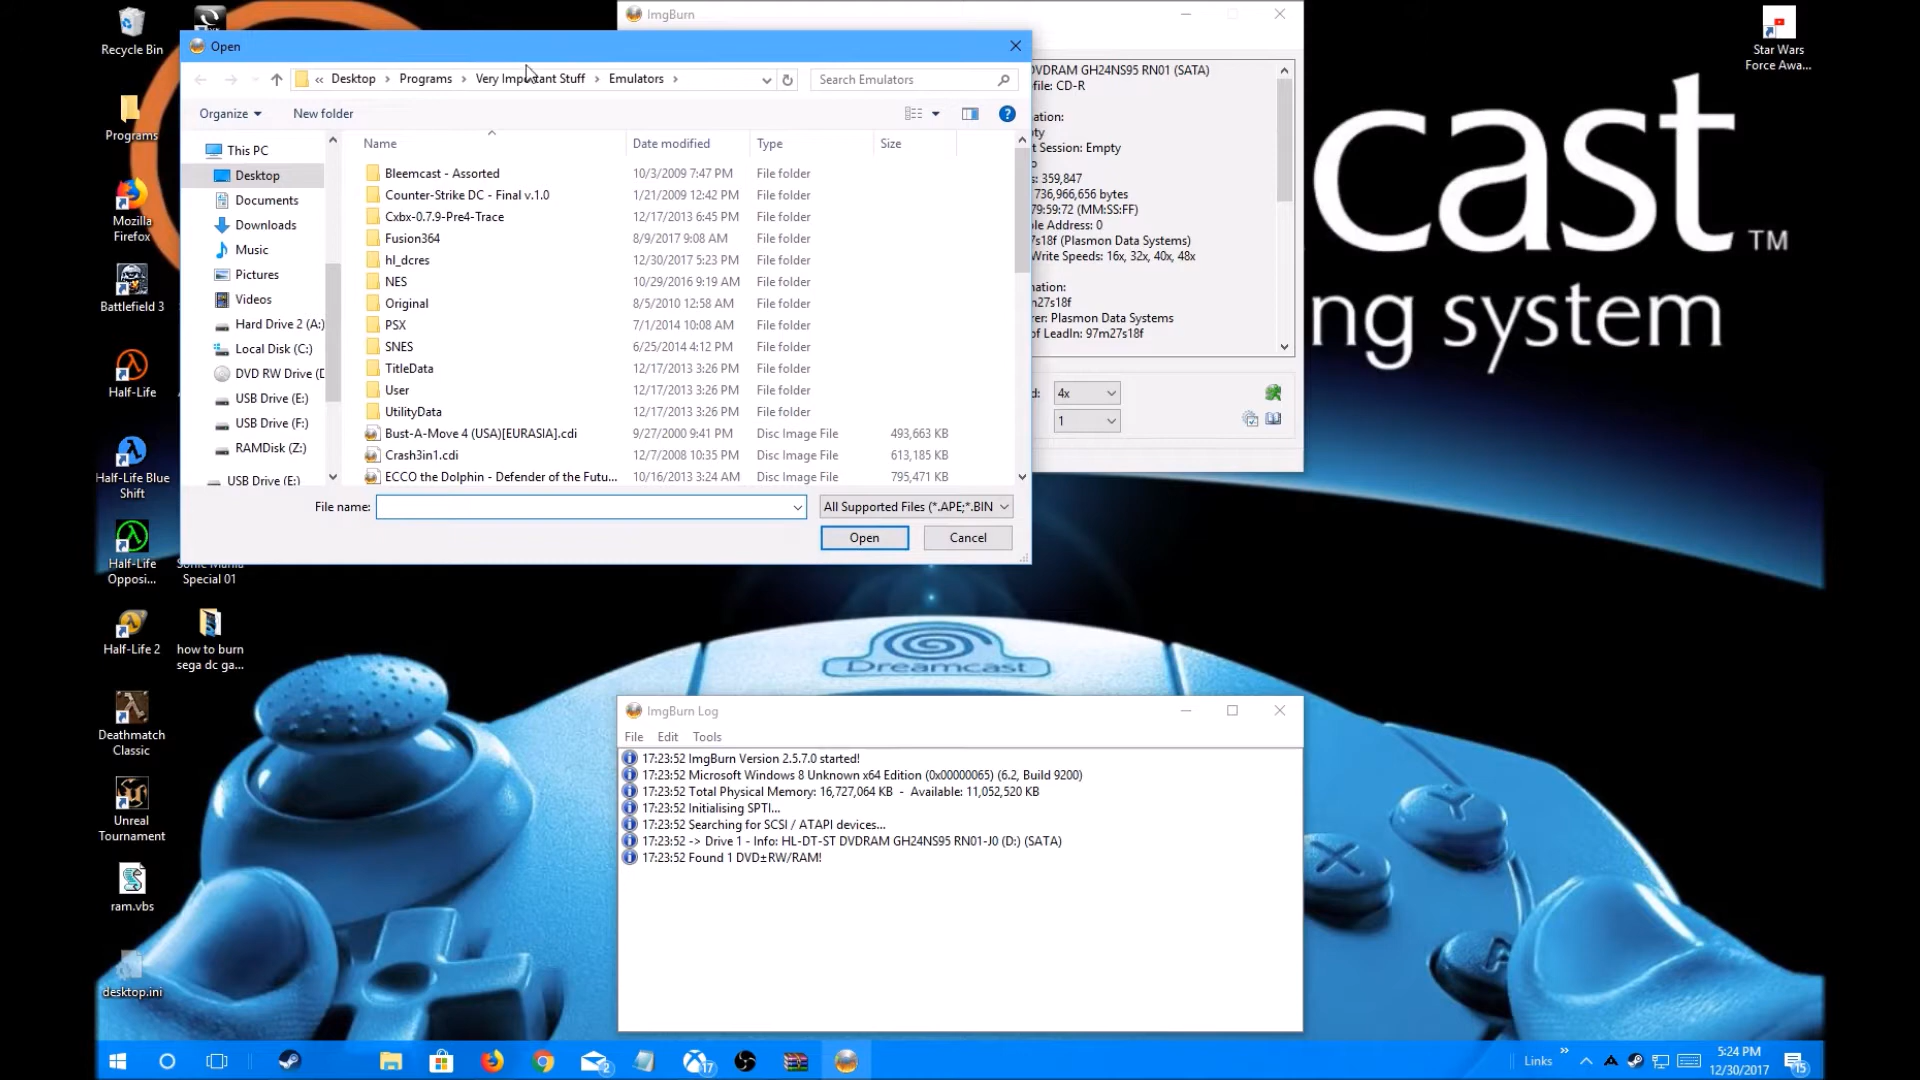 Recycle Bin
Programs
Mozilla
Firefox
Battlefield 3
Half-Life
Half-Life Blue
Shift
Half-Life
Opposi...
Sonic Mania
Special 01
Half-Life 2
how to burn
sega dc ga...
Deathmatch
Classic
Unreal
Tournament
ram.vbs
desktop.ini
Star Wars
Force Awa...
Open
« Desktop > Programs > Very Important Stuff > Emulators >
Search Emulators
Organize
New folder
This PC
Desktop
Documents
Downloads
Music
Pictures
Videos
Hard Drive 2 (A:)
Local Disk (C:)
DVD RW Drive (D
USB Drive (E:)
USB Drive (F:)
RAMDisk (Z:)
USB Drive (E:)
Name Date modified Type Size
Bleemcast - Assorted 10/3/2009 7:47 PM File folder
Counter-Strike DC - Final v.1.0 1/21/2009 12:42 PM File folder
Cxbx-0.7.9-Pre4-Trace 12/17/2013 6:45 PM File folder
Fusion364 8/9/2017 9:08 AM File folder
hl_dcres 12/30/2017 5:23 PM File folder
NES 10/29/2016 9:19 AM File folder
Original 8/5/2010 12:58 AM File folder
PSX 7/1/2014 10:08 AM File folder
SNES 6/25/2014 4:12 PM File folder
TitleData 12/17/2013 3:26 PM File folder
User 12/17/2013 3:26 PM File folder
UtilityData 12/17/2013 3:26 PM File folder
Bust-A-Move 4 (USA)[EURASIA].cdi 9/27/2000 9:41 PM Disc Image File 493,663 KB
Crash3in1.cdi 12/7/2008 10:35 PM Disc Image File 613,185 KB
ECCO the Dolphin - Defender of the Futu... 10/16/2013 3:24 AM Disc Image File 795,471 KB
File name:
All Supported Files (*.APE;*.BIN
Open
Cancel
ImgBurn
DVDRAM GH24NS95 RN01 (SATA)
file: CD-R
ation:
ty
t Session: Empty
o
s: 359,847
736,966,656 bytes
79:59:72 (MM:SS:FF)
ble Address: 0
7s18f (Plasmon Data Systems)
Write Speeds: 16x, 32x, 40x, 48x
mation:
m27s18f
rer: Plasmon Data Systems
of LeadIn: 97m27s18f
d: 4x
1
cast TM
ng system
Dreamcast
Y
X
A
ImgBurn Log
File Edit Tools
17:23:52 ImgBurn Version 2.5.7.0 started!
17:23:52 Microsoft Windows 8 Unknown x64 Edition (0x00000065) (6.2, Build 9200)
17:23:52 Total Physical Memory: 16,727,064 KB - Available: 11,052,520 KB
17:23:52 Initialising SPTI...
17:23:52 Searching for SCSI / ATAPI devices...
17:23:52 -> Drive 1 - Info: HL-DT-ST DVDRAM GH24NS95 RN01-J0 (D:) (SATA)
17:23:52 Found 1 DVD±RW/RAM!
2
17
Links
5:24 PM
12/30/2017
15